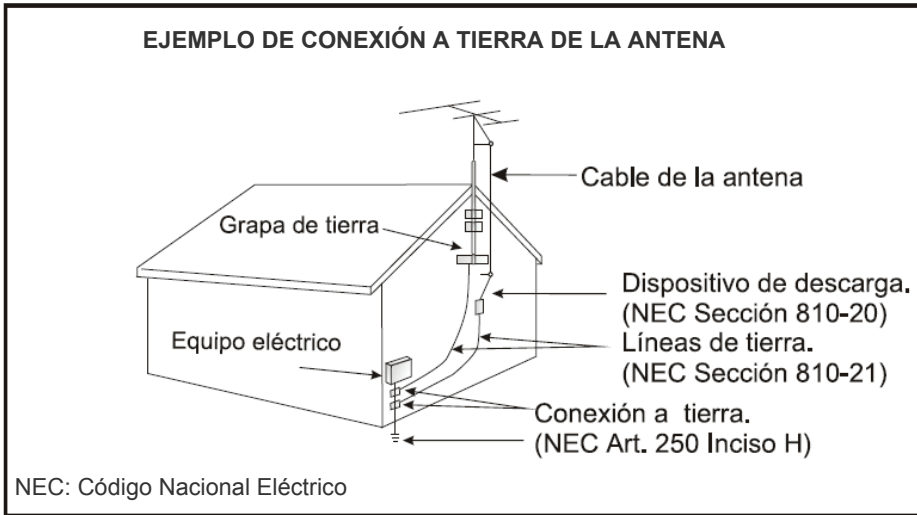 EJEMPLO DE CONEXIÓN A TIERRA DE LA ANTENA
Cable de la antena
Grapa de tierra
Dispositivo de descarga.
(NEC Sección 810-20)
Equipo eléctrico
Líneas de tierra.
(NEC Sección 810-21)
Conexión a tierra.
(NEC Art. 250 Inciso H)
NEC: Código Nacional Eléctrico